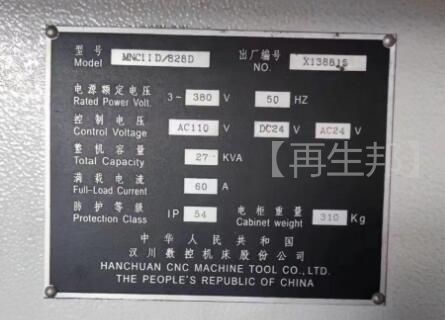 型号 MNC11D/828D 出厂编号 X138815
Model NO.
电源额定电压 3~ 380 V 50 HZ
Rated Power Volt.
控制电压 AC110 V DC24 V AC24 V
Control Voltage
整机容量 27 KVA
Total Capacity
满载电流 60 A
Full-Load Current
防护等级 IP 54 电柜重量 310 Kg
Protection Class Cabinet weight
中华人民共和国
汉川数控机床股份公司
HANCHUAN CNC MACHINE TOOL CO., LTD.
THE PEOPLE'S REPUBLIC OF CHINA
【再生邦】